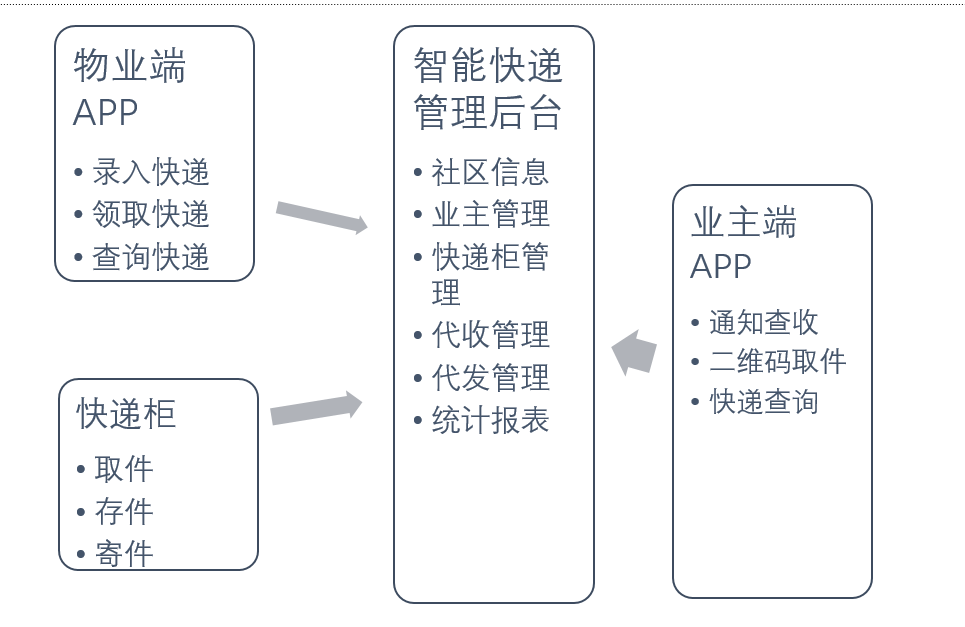 物业端
APP
• 录入快递
• 领取快递
• 查询快递
快递柜
• 取件
• 存件
• 寄件
智能快递
管理后台
• 社区信息
• 业主管理
• 快递柜管
理
• 代收管理
• 代发管理
• 统计报表
业主端
APP
• 通知查收
• 二维码取件
• 快递查询